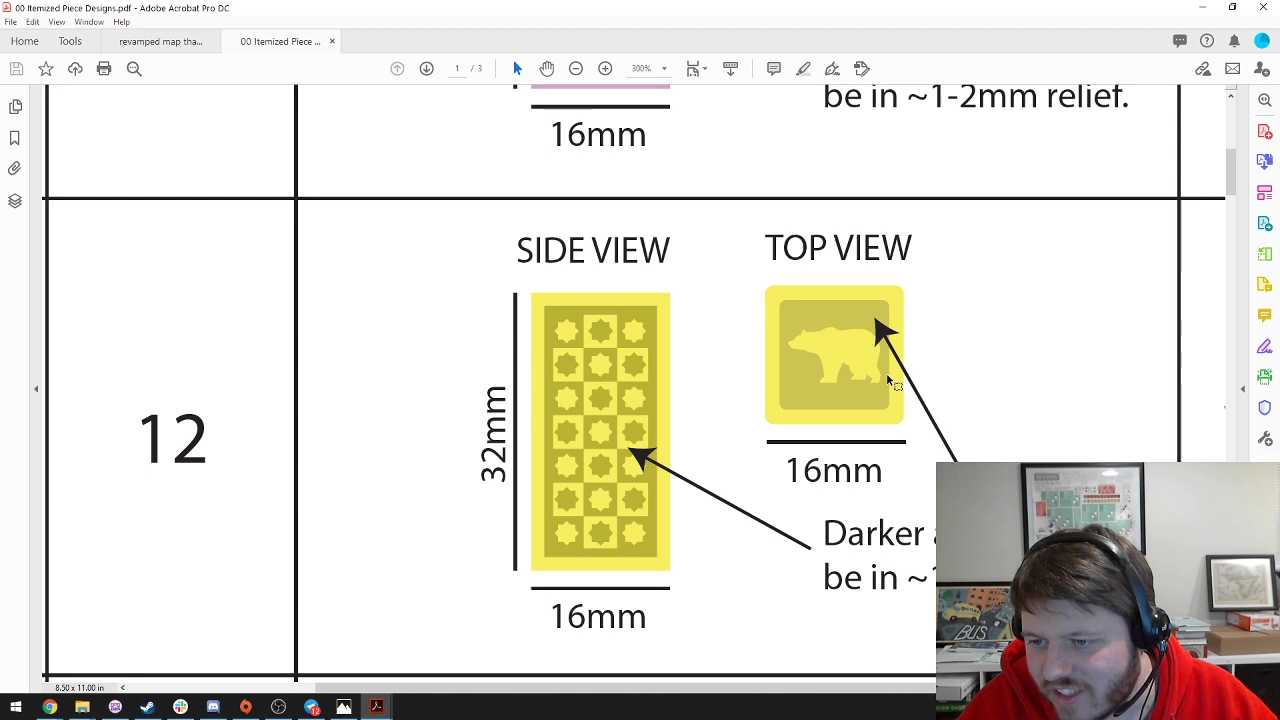 00 Itemized Piece Designs.pdf - Adobe Acrobat Pro DC
File Edit View Window Help
Home Tools revamped map tha... 00 Itemized Piece ... ×
1 / 3 300%
be in ~1-2mm relief.
16mm
SIDE VIEW TOP VIEW
32mm
12
16mm
Darker
be in ~
16mm
8.50 x 11.00 in
BUS
12